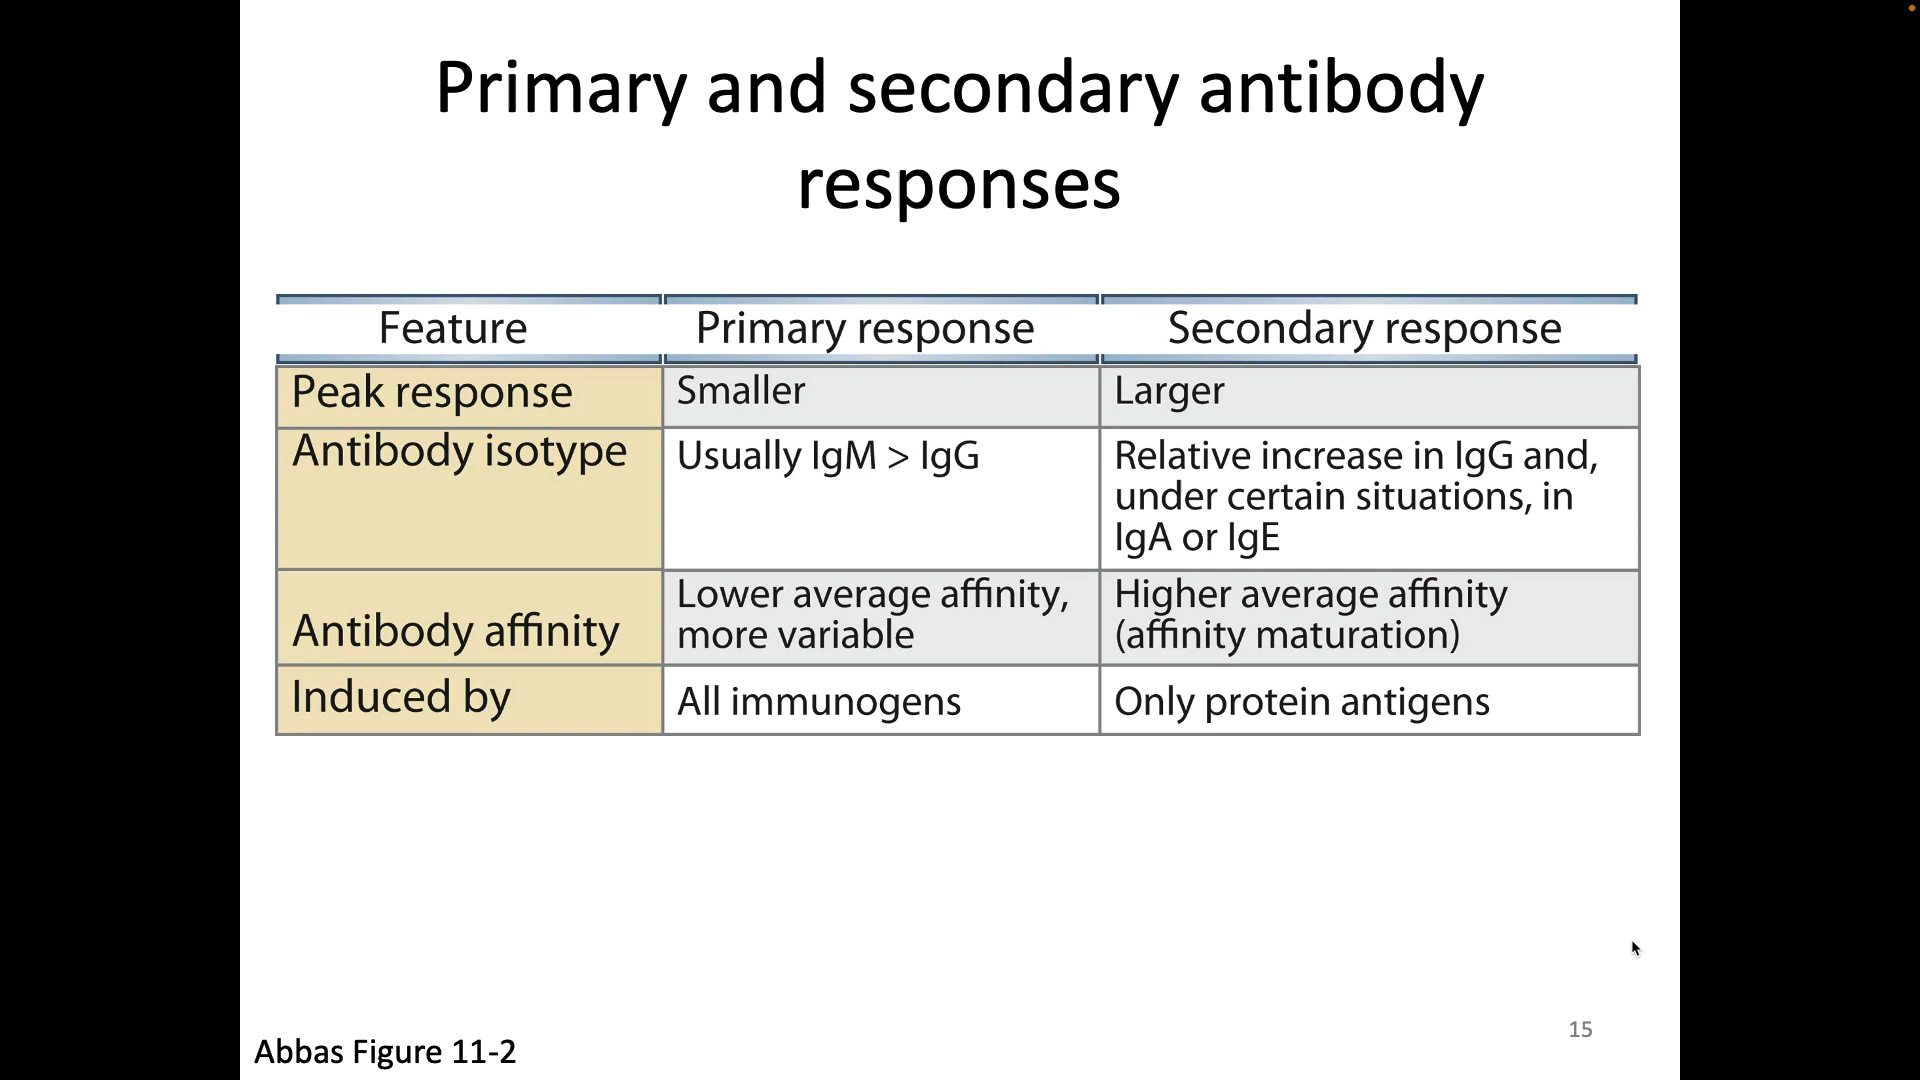 Primary and secondary antibody
responses
Feature
Primary response
Secondary response
Peak response
Smaller
Larger
Antibody isotype
Usually IgM > IgG
Relative increase in IgG and,
under certain situations, in
IgA or IgE
Antibody affinity
Lower average affinity,
more variable
Higher average affinity
(affinity maturation)
Induced by
All immunogens
Only protein antigens
15
Abbas Figure 11-2